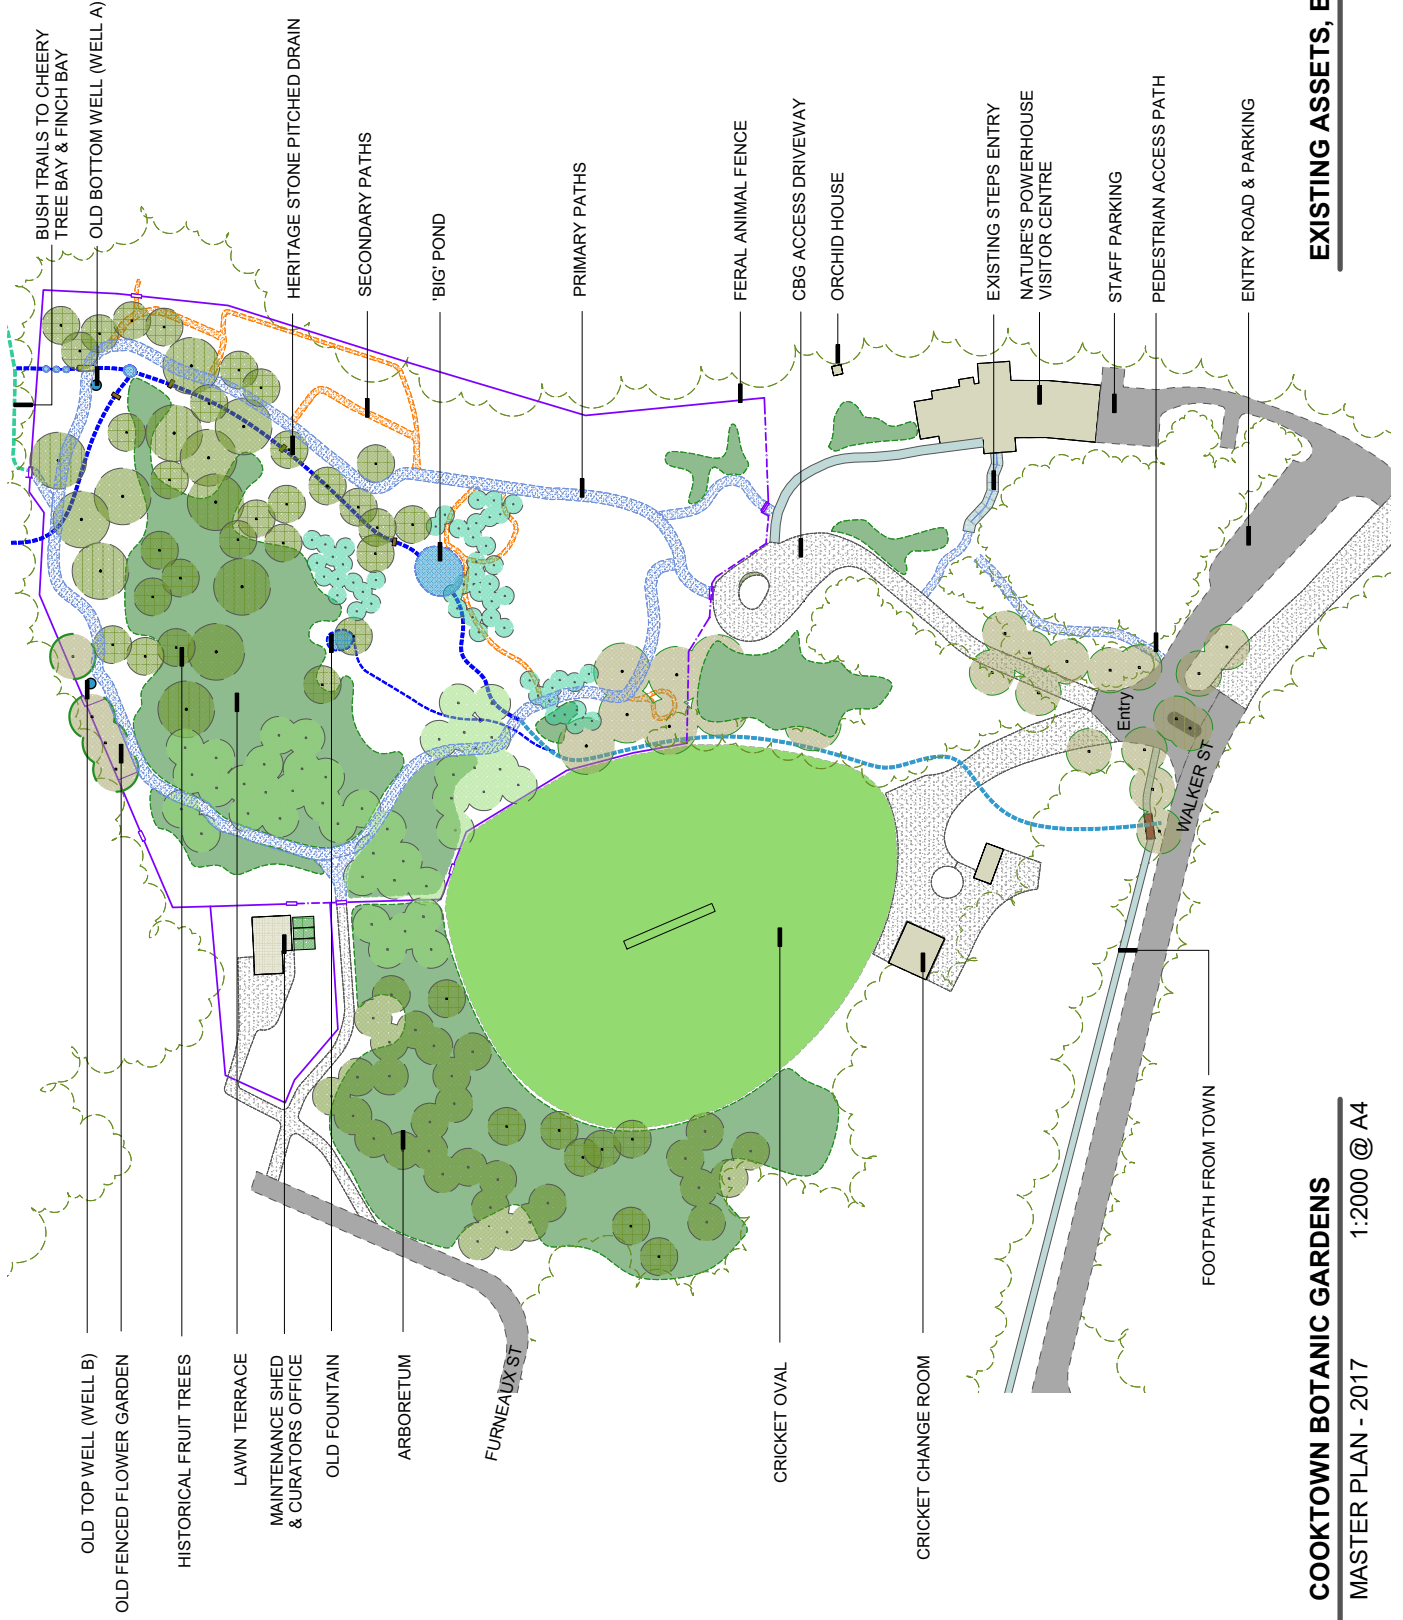 BUSH TRAILS TO CHEERY
TREE BAY & FINCH BAY
OLD BOTTOM WELL (WELL A)
HERITAGE STONE PITCHED DRAIN
SECONDARY PATHS
'BIG' POND
PRIMARY PATHS
FERAL ANIMAL FENCE
CBG ACCESS DRIVEWAY
ORCHID HOUSE
EXISTING STEPS ENTRY
NATURE'S POWERHOUSE
VISITOR CENTRE
STAFF PARKING
PEDESTRIAN ACCESS PATH
ENTRY ROAD & PARKING
EXISTING ASSETS,
Entry
WALKER ST
FURNEAUX ST
OLD TOP WELL (WELL B)
OLD FENCED FLOWER GARDEN
HISTORICAL FRUIT TREES
LAWN TERRACE
MAINTENANCE SHED
& CURATORS OFFICE
OLD FOUNTAIN
ARBORETUM
CRICKET OVAL
CRICKET CHANGE ROOM
FOOTPATH FROM TOWN
COOKTOWN BOTANIC GARDENS
MASTER PLAN - 2017
1:2000 @ A4